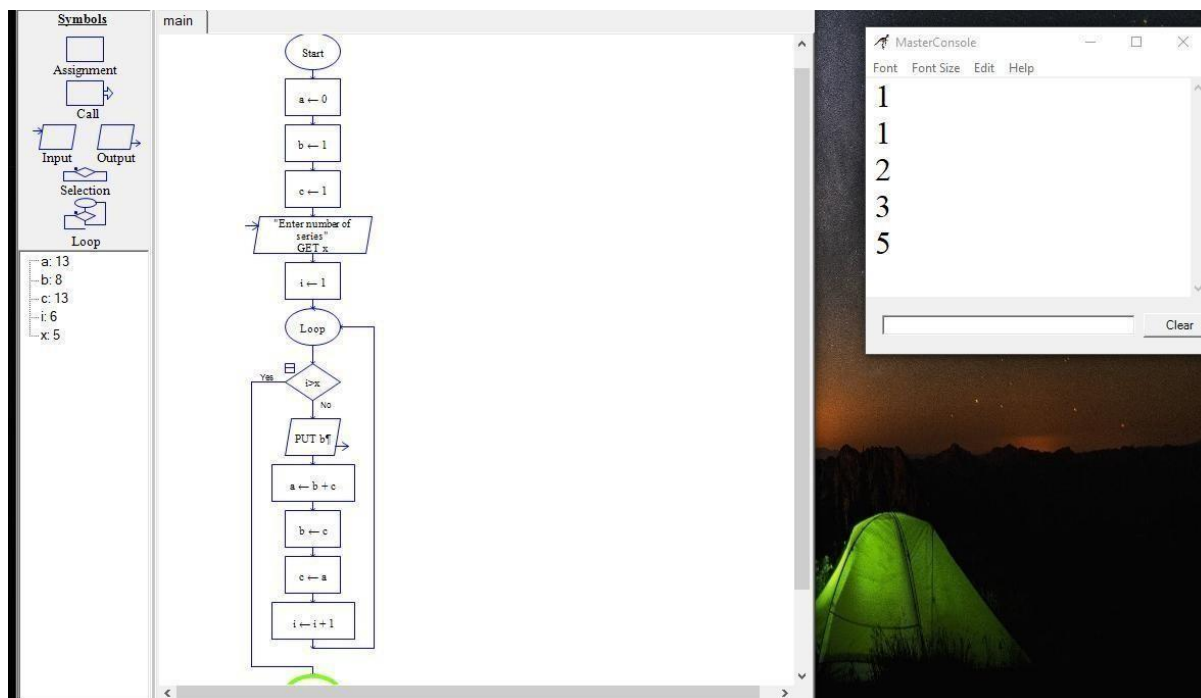 Symbols
Assignment
Call
Input Output
Selection
Loop
a: 13
b: 8
c: 13
i: 6
x: 5
main
Start
a ← 0
b ← 1
c ← 1
"Enter number of
series"
GET x
i ← 1
Loop
i>x
Yes
No
PUT b¶
a ← b + c
b ← c
c ← a
i ← i + 1
MasterConsole
Font Font Size Edit Help
1
1
2
3
5
Clear